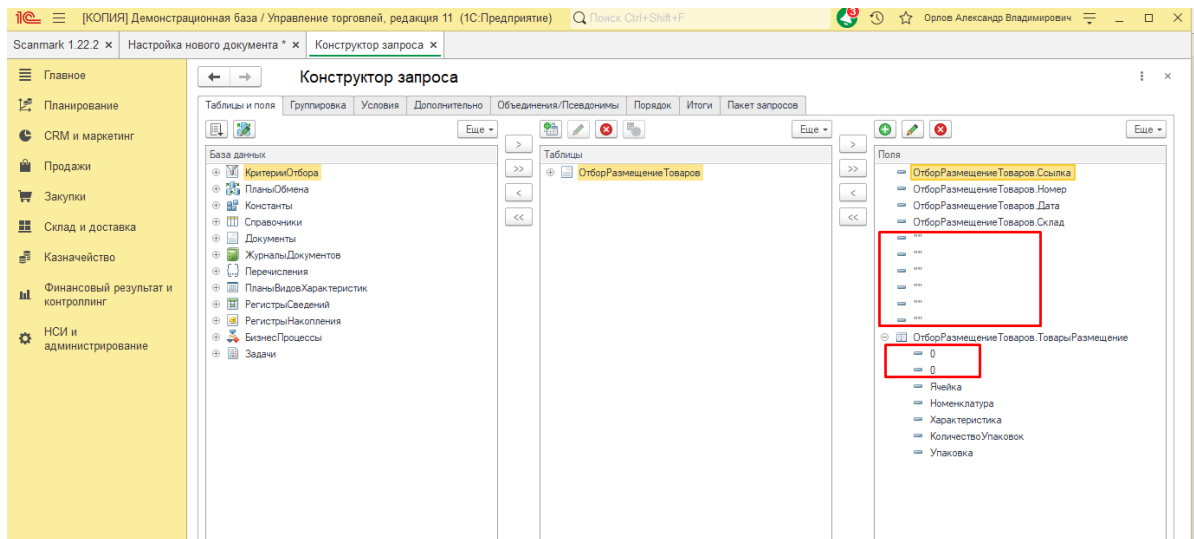 1С [КОПИЯ] Демонстрационная база / Управление торговлей, редакция 11 (1С:Предприятие) Поиск Ctrl+Shift+F 3 Орлов Александр Владимирович
Scanmark 1.22.2 × Настройка нового документа * × Конструктор запроса ×
Главное
Планирование
CRM и маркетинг
Продажи
Закупки
Склад и доставка
Казначейство
Финансовый результат и
контроллинг
НСИ и
администрирование
Конструктор запроса
Таблицы и поля Группировка Условия Дополнительно Объединения/Псевдонимы Порядок Итоги Пакет запросов
Еще
База данных
КритерииОтбора
ПланыОбмена
Константы
Справочники
Документы
ЖурналыДокументов
Перечисления
ПланыВидовХарактеристик
РегистрыСведений
РегистрыНакопления
БизнесПроцессы
Задачи
>
>>
<
<<
Еще
Таблицы
ОтборРазмещениеТоваров
>
>>
<
<<
Еще
Поля
ОтборРазмещениеТоваров.Ссылка
ОтборРазмещениеТоваров.Номер
ОтборРазмещениеТоваров.Дата
ОтборРазмещениеТоваров.Склад
""
""
""
""
""
""
ОтборРазмещениеТоваров.ТоварыРазмещение
0
0
Ячейка
Номенклатура
Характеристика
КоличествоУпаковок
Упаковка